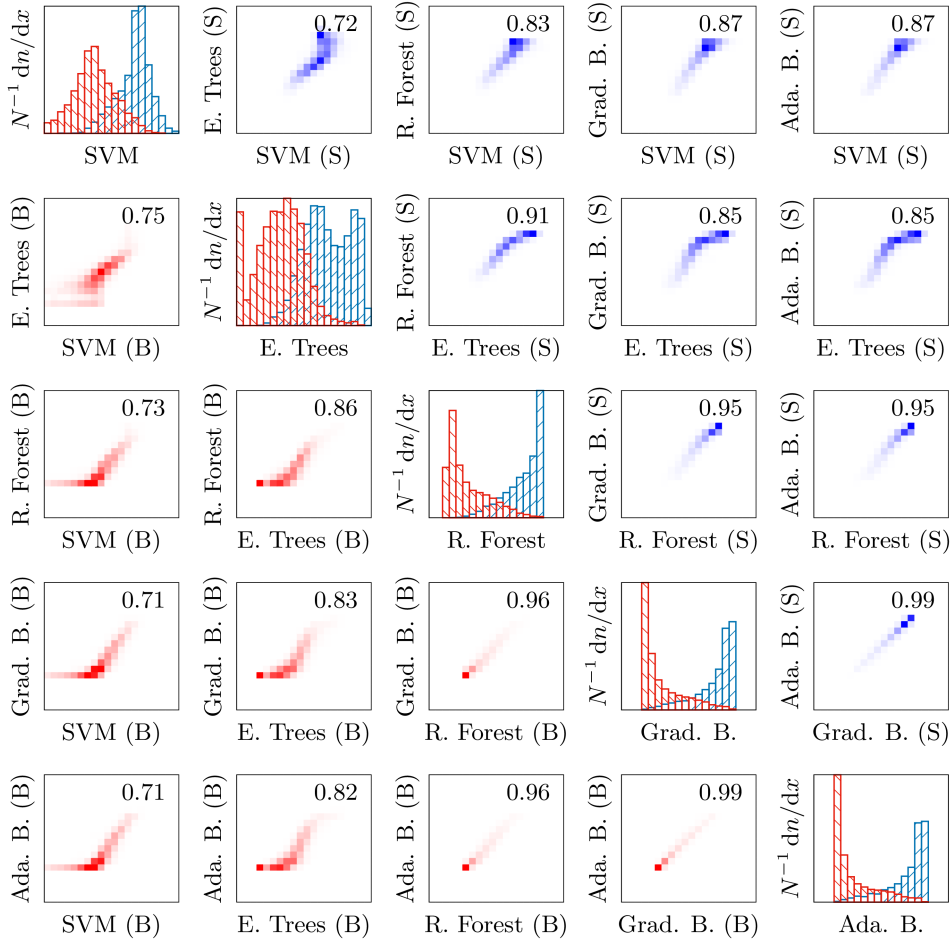 N⁻¹ dn/dx
SVM
E. Trees (S)
0.72
SVM (S)
R. Forest (S)
0.83
SVM (S)
Grad. B. (S)
0.87
SVM (S)
Ada. B. (S)
0.87
SVM (S)
E. Trees (B)
0.75
SVM (B)
N⁻¹ dn/dx
E. Trees
R. Forest (S)
0.91
E. Trees (S)
Grad. B. (S)
0.85
E. Trees (S)
Ada. B. (S)
0.85
E. Trees (S)
R. Forest (B)
0.73
SVM (B)
R. Forest (B)
0.86
E. Trees (B)
N⁻¹ dn/dx
R. Forest
Grad. B. (S)
0.95
R. Forest (S)
Ada. B. (S)
0.95
R. Forest (S)
Grad. B. (B)
0.71
SVM (B)
Grad. B. (B)
0.83
E. Trees (B)
Grad. B. (B)
0.96
R. Forest (B)
N⁻¹ dn/dx
Grad. B.
Ada. B. (S)
0.99
Grad. B. (S)
Ada. B. (B)
0.71
SVM (B)
Ada. B. (B)
0.82
E. Trees (B)
Ada. B. (B)
0.96
R. Forest (B)
Ada. B. (B)
0.99
Grad. B. (B)
N⁻¹ dn/dx
Ada. B.